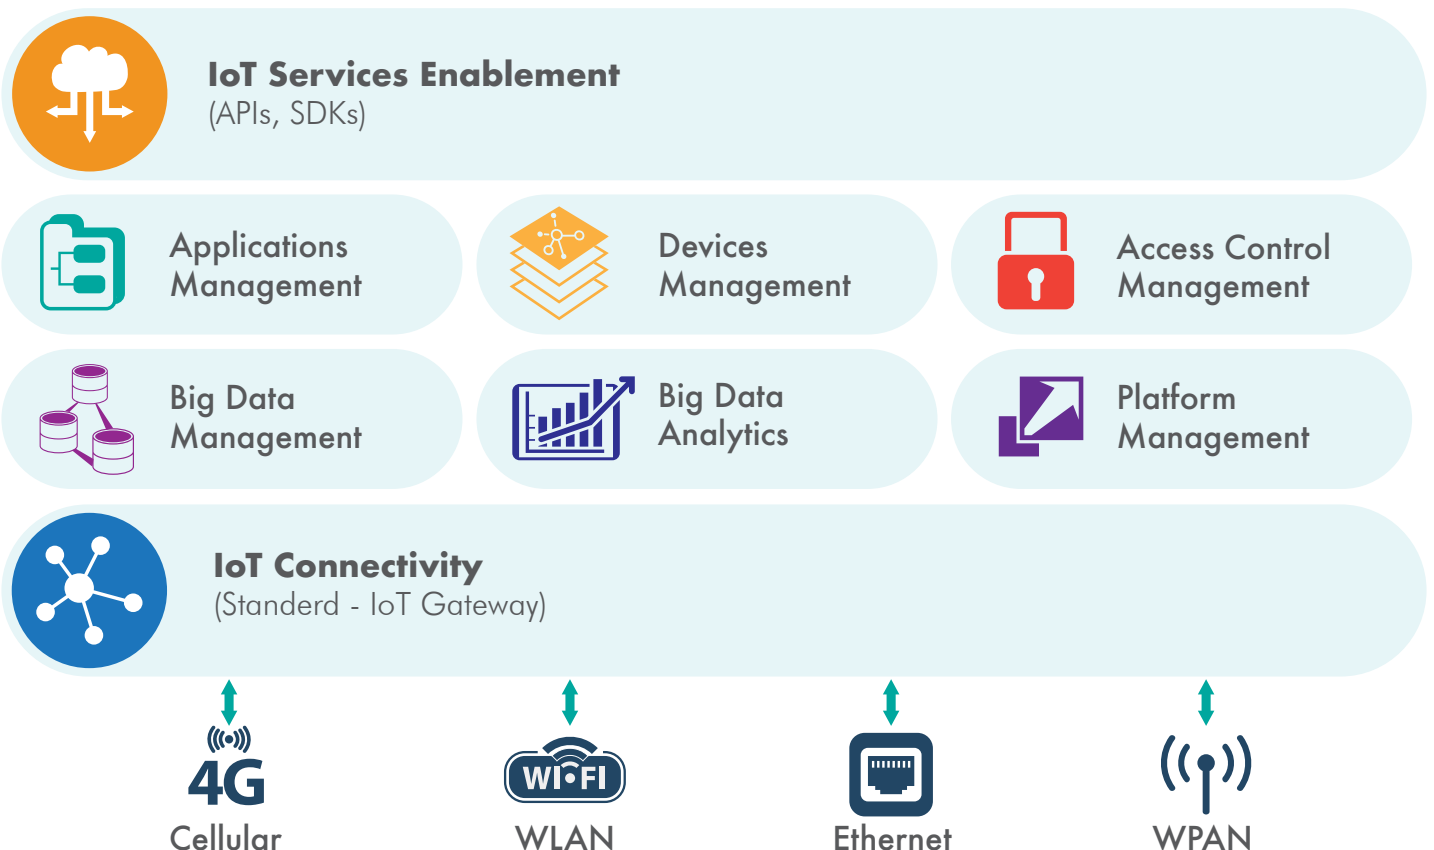 IoT Services Enablement
(APIs, SDKs)
Applications
Management
Devices
Management
Access Control
Management
Big Data
Management
Big Data
Analytics
Platform
Management
IoT Connectivity
(Standerd - IoT Gateway)
4G
Cellular
WI-FI
WLAN
Ethernet
WPAN